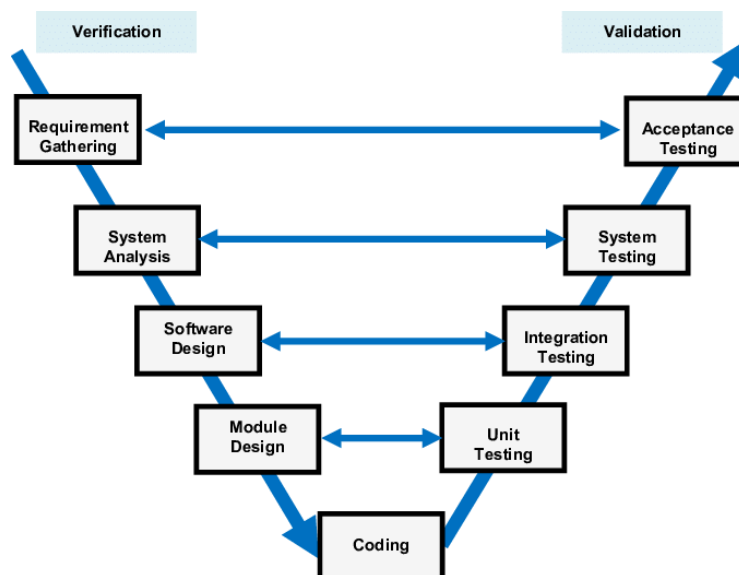 Verification
Validation
Requirement
Gathering
Acceptance
Testing
System
Analysis
System
Testing
Software
Design
Integration
Testing
Module
Design
Unit
Testing
Coding